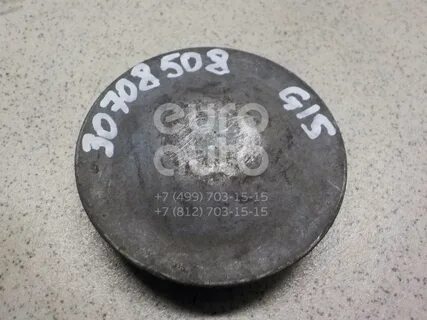 30708508
G15
euro
auto
+7 (499) 703-15-15
+7 (812) 703-15-15